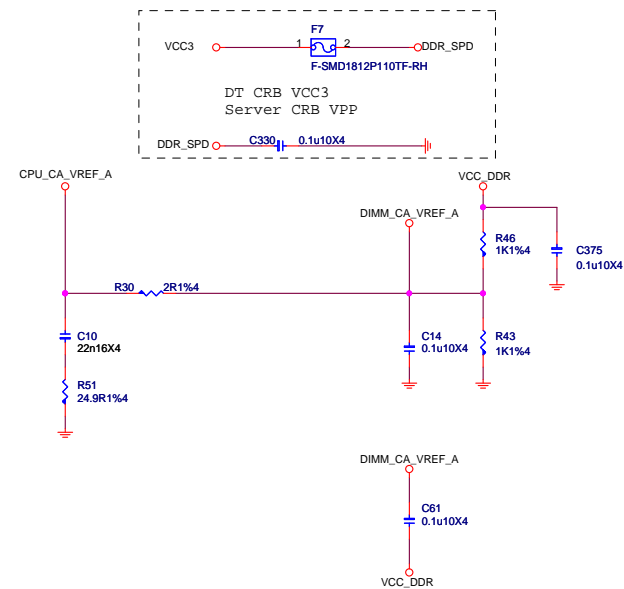 F7
VCC3
1
2
DDR_SPD
F-SMD1812P110TF-RH
DT CRB VCC3
Server CRB VPP
DDR_SPD
C330
0.1u10X4
CPU_CA_VREF_A
VCC_DDR
DIMM_CA_VREF_A
R46
1K1%4
C375
0.1u10X4
R30
2R1%4
C10
22n16X4
C14
0.1u10X4
R43
1K1%4
R51
24.9R1%4
DIMM_CA_VREF_A
C61
0.1u10X4
VCC_DDR